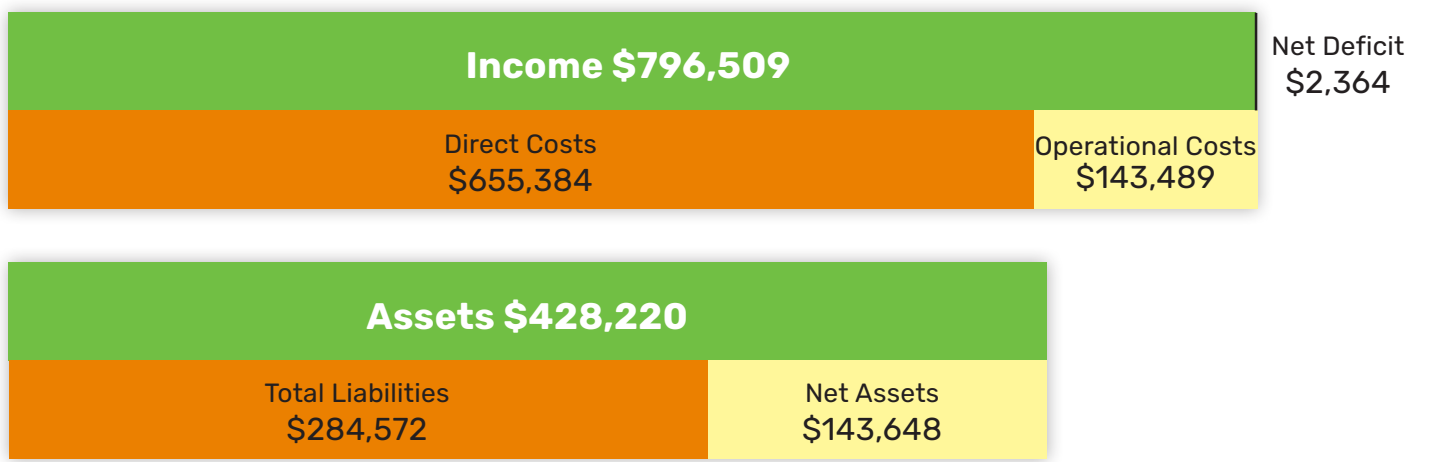 Income $796,509
Net Deficit
$2,364
Direct Costs
$655,384
Operational Costs
$143,489
Assets $428,220
Total Liabilities
$284,572
Net Assets
$143,648